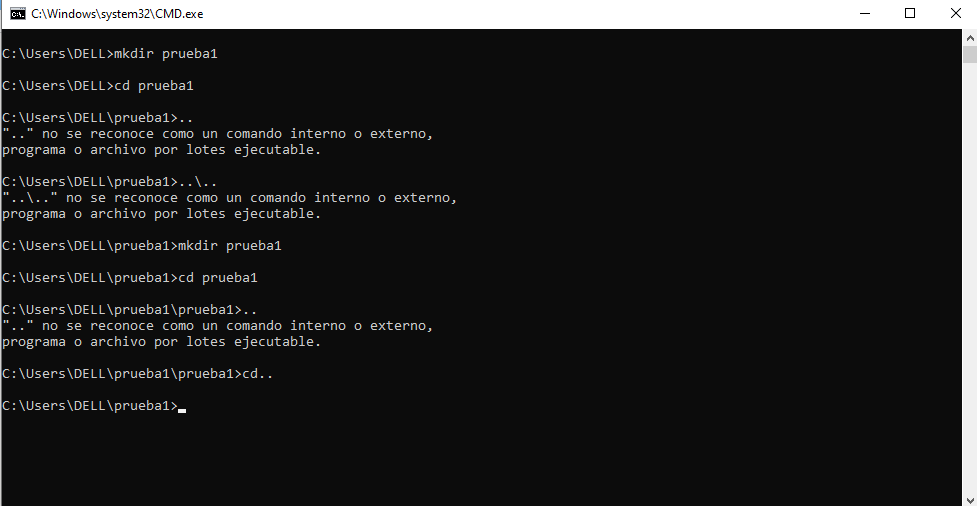 C:\Windows\system32\CMD.exe
C:\Users\DELL>mkdir prueba1
C:\Users\DELL>cd prueba1
C:\Users\DELL\prueba1>..
".." no se reconoce como un comando interno o externo,
programa o archivo por lotes ejecutable.
C:\Users\DELL\prueba1>..\..
"..\.." no se reconoce como un comando interno o externo,
programa o archivo por lotes ejecutable.
C:\Users\DELL\prueba1>mkdir prueba1
C:\Users\DELL\prueba1>cd prueba1
C:\Users\DELL\prueba1\prueba1>..
".." no se reconoce como un comando interno o externo,
programa o archivo por lotes ejecutable.
C:\Users\DELL\prueba1\prueba1>cd..
C:\Users\DELL\prueba1>